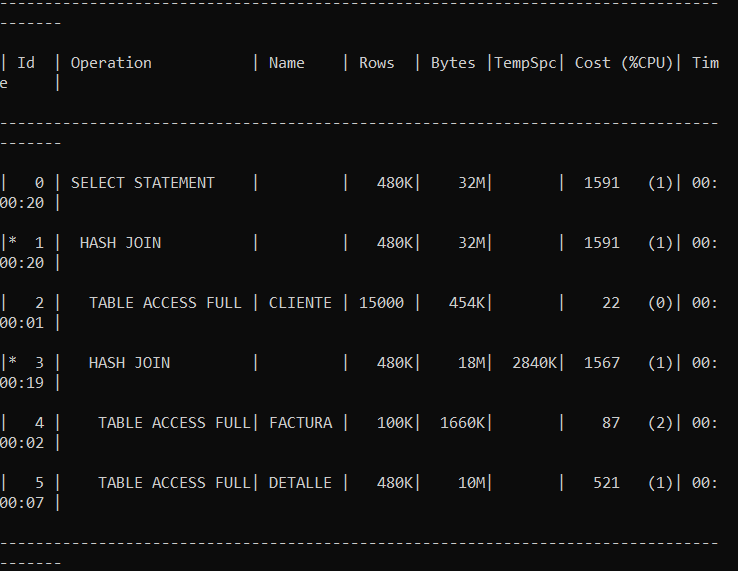 --------------------------------------------------------------------------------
-------
| Id  | Operation           | Name    | Rows  | Bytes |TempSpc| Cost (%CPU)| Tim
e     |
--------------------------------------------------------------------------------
-------
|   0 | SELECT STATEMENT    |         |   480K|    32M|       |  1591   (1)| 00:
00:20 |
|*  1 |  HASH JOIN          |         |   480K|    32M|       |  1591   (1)| 00:
00:20 |
|   2 |   TABLE ACCESS FULL | CLIENTE | 15000 |   454K|       |    22   (0)| 00:
00:01 |
|*  3 |   HASH JOIN         |         |   480K|    18M|  2840K|  1567   (1)| 00:
00:19 |
|   4 |    TABLE ACCESS FULL| FACTURA |   100K|  1660K|       |    87   (2)| 00:
00:02 |
|   5 |    TABLE ACCESS FULL| DETALLE |   480K|    10M|       |   521   (1)| 00:
00:07 |
--------------------------------------------------------------------------------
-------